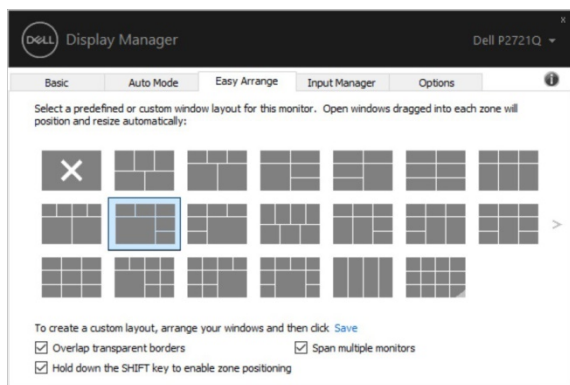 x
DELL Display Manager
Dell P2721Q
Basic Auto Mode Easy Arrange Input Manager Options
Select a predefined or custom window layout for this monitor. Open windows dragged into each zone will
position and resize automatically:
To create a custom layout, arrange your windows and then click Save
Overlap transparent borders Span multiple monitors
Hold down the SHIFT key to enable zone positioning